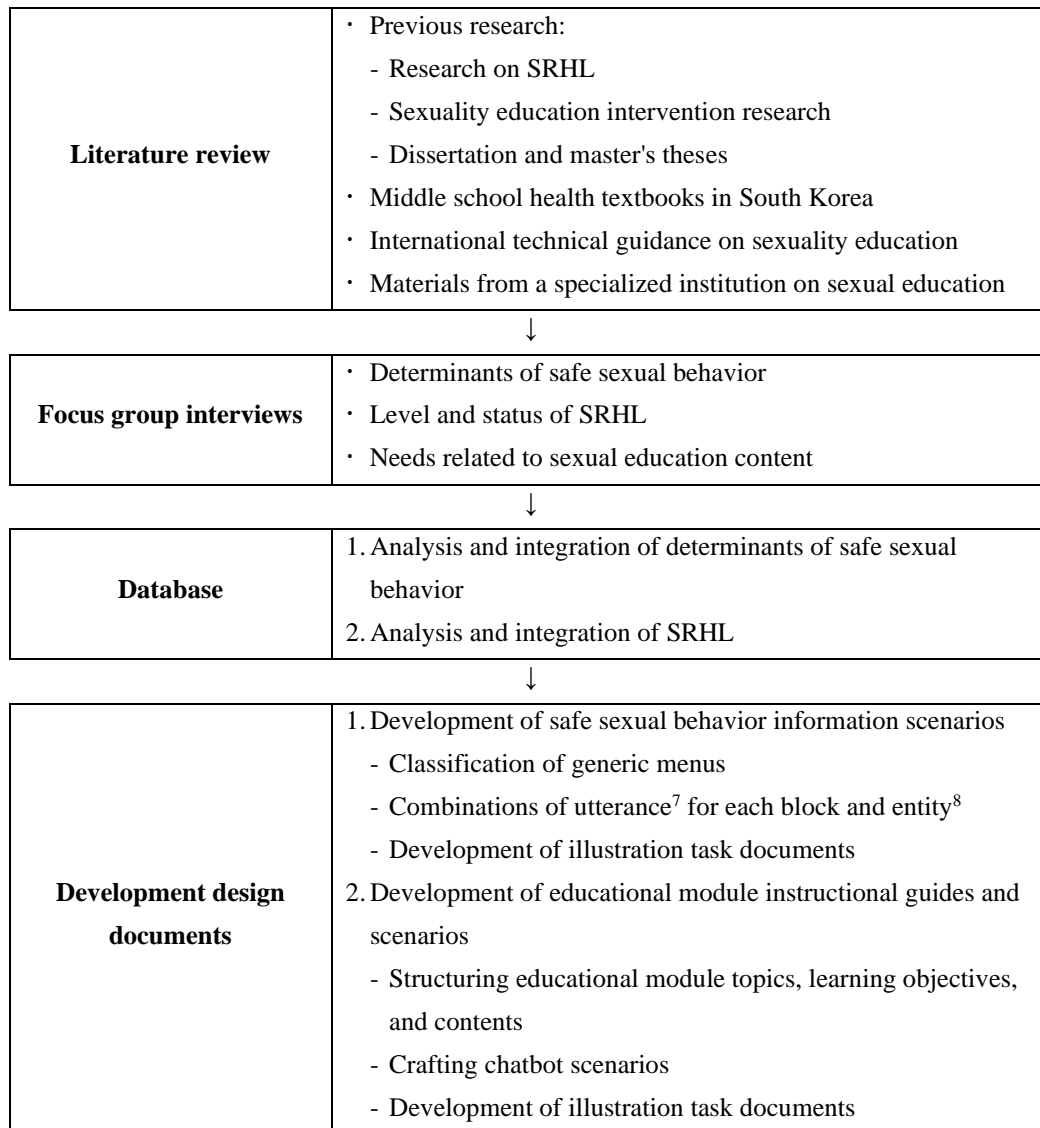 Literature review
· Previous research:
- Research on SRHL
- Sexuality education intervention research
- Dissertation and master's theses
· Middle school health textbooks in South Korea
· International technical guidance on sexuality education
· Materials from a specialized institution on sexual education
↓
Focus group interviews
· Determinants of safe sexual behavior
· Level and status of SRHL
· Needs related to sexual education content
↓
Database
1. Analysis and integration of determinants of safe sexual
behavior
2. Analysis and integration of SRHL
↓
Development design
documents
1. Development of safe sexual behavior information scenarios
- Classification of generic menus
- Combinations of utterance⁷ for each block and entity⁸
- Development of illustration task documents
2. Development of educational module instructional guides and
scenarios
- Structuring educational module topics, learning objectives,
and contents
- Crafting chatbot scenarios
- Development of illustration task documents